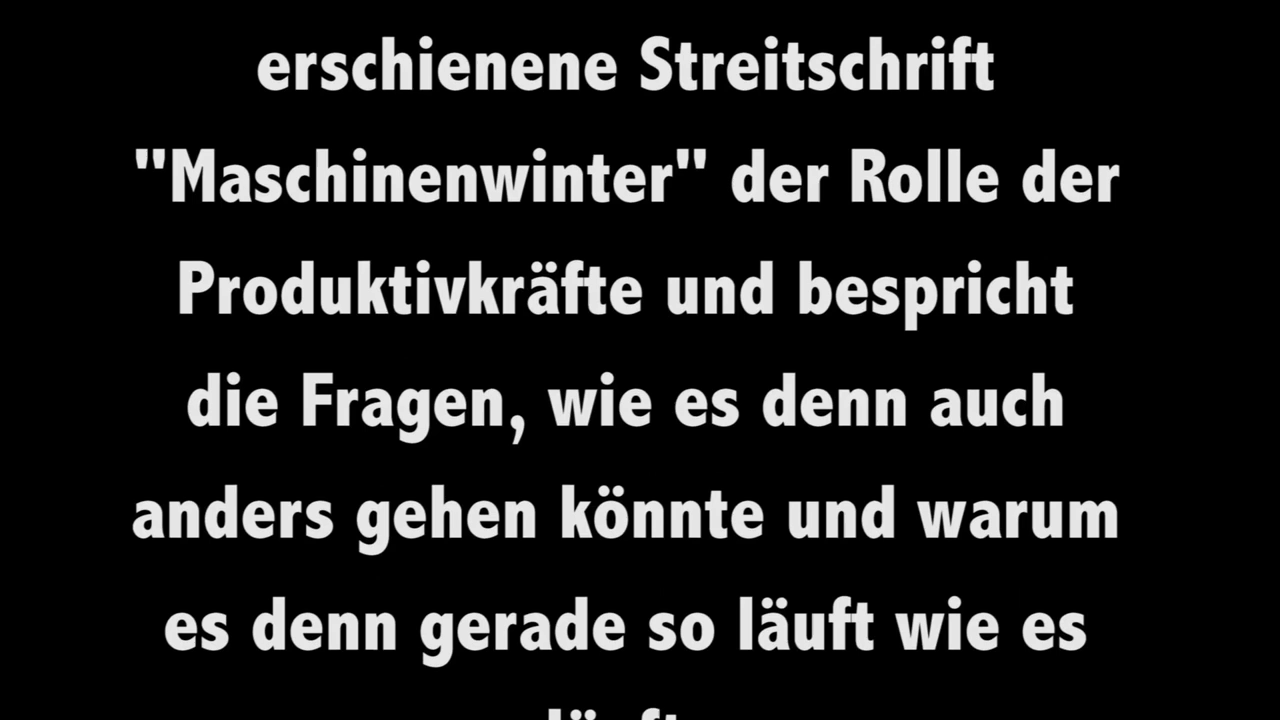 erschienene Streitschrift
"Maschinenwinter" der Rolle der
Produktivkräfte und bespricht
die Fragen, wie es denn auch
anders gehen könnte und warum
es denn gerade so läuft wie es